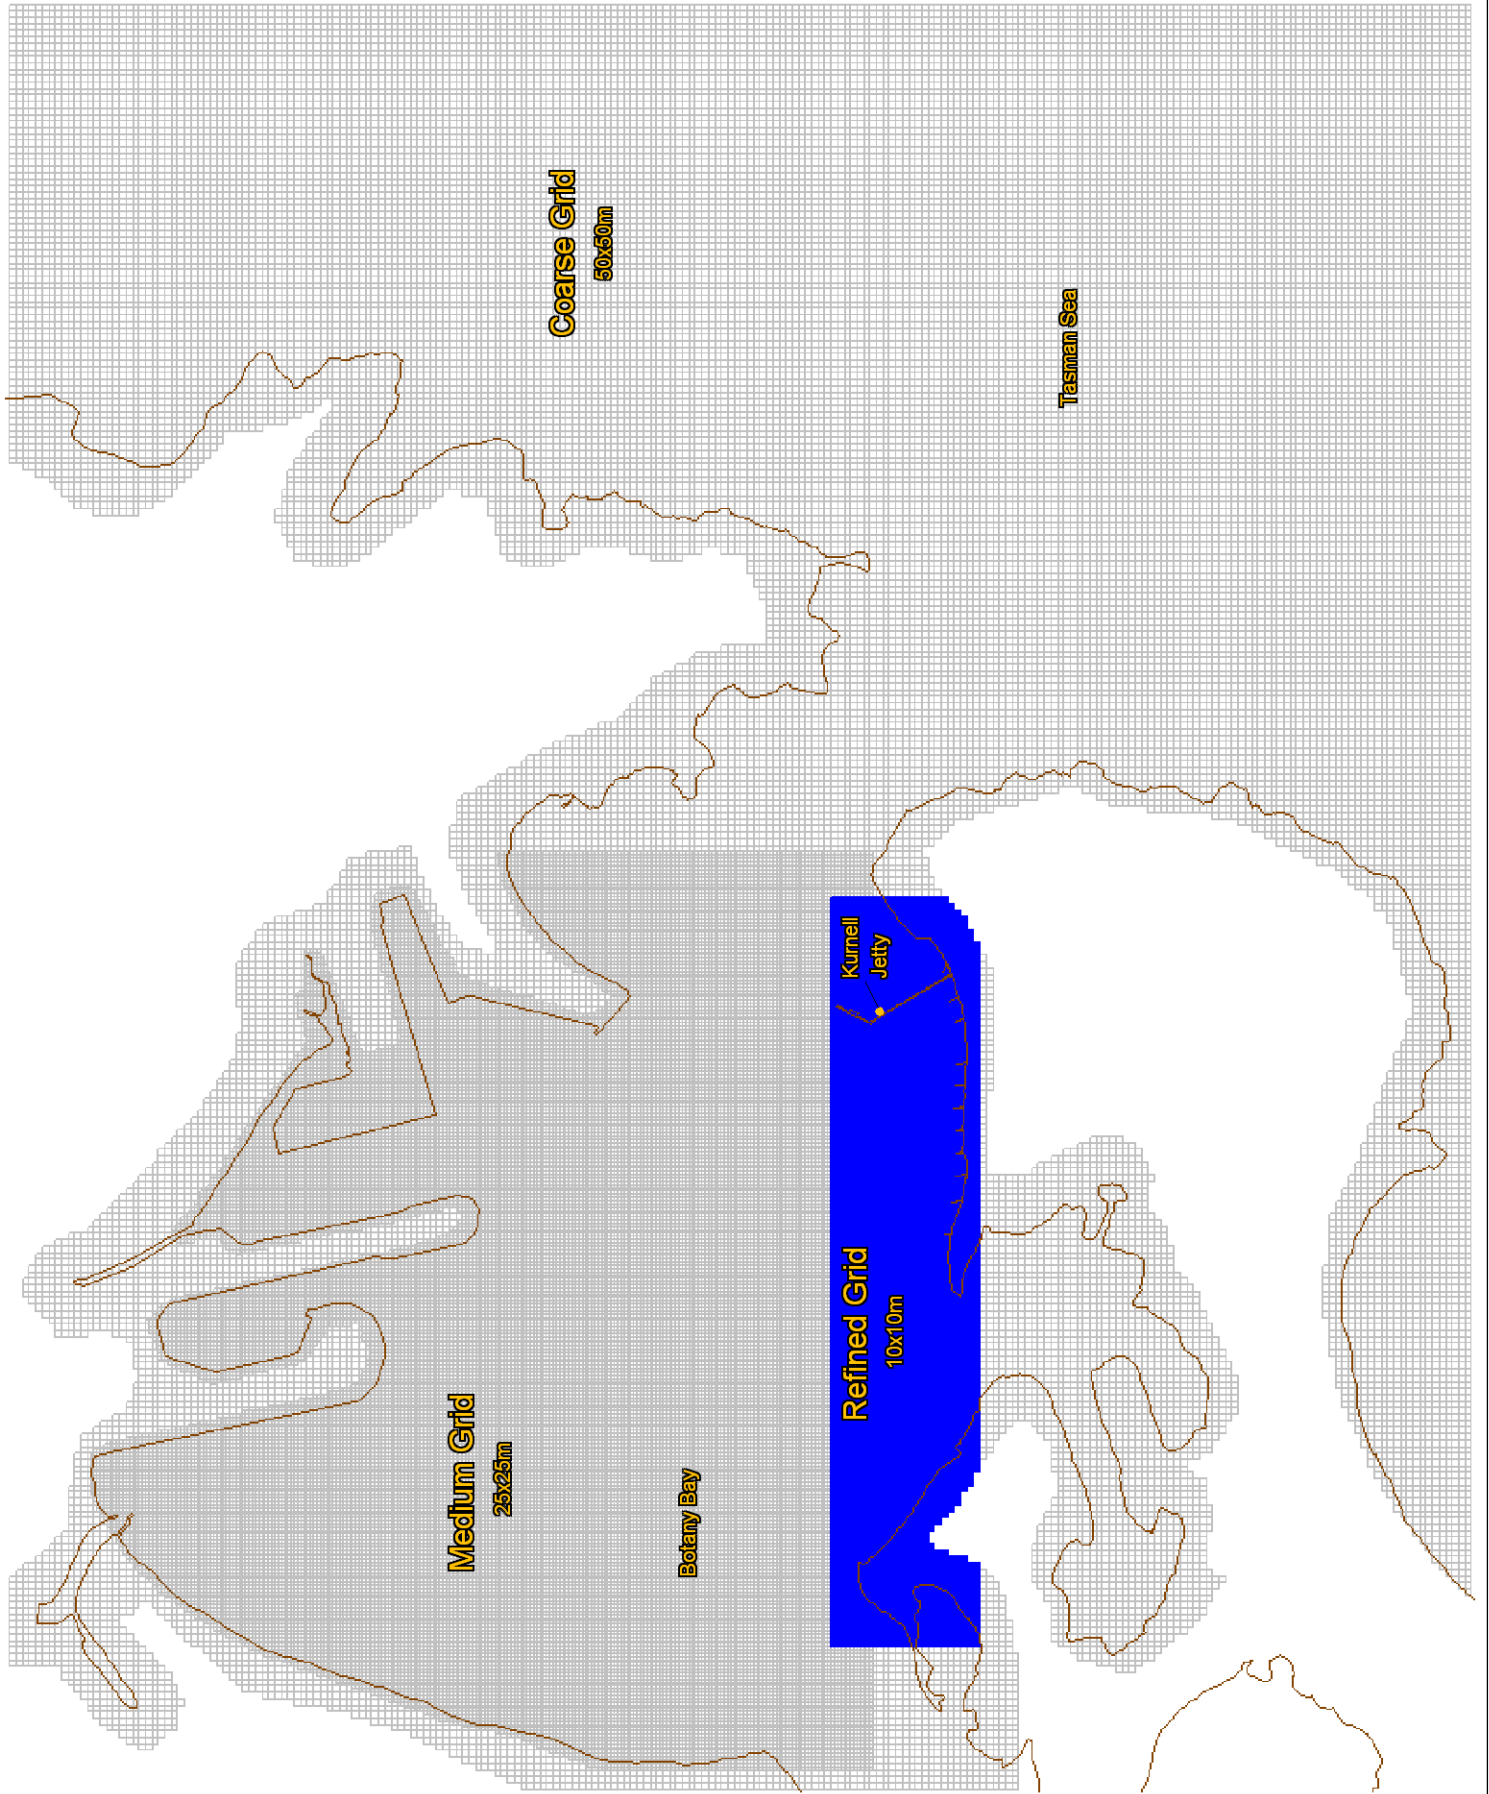 Coarse Grid
50x50m
Tasman Sea
Kurnell
Jetty
Refined Grid
10x10m
Medium Grid
25x25m
Botany Bay